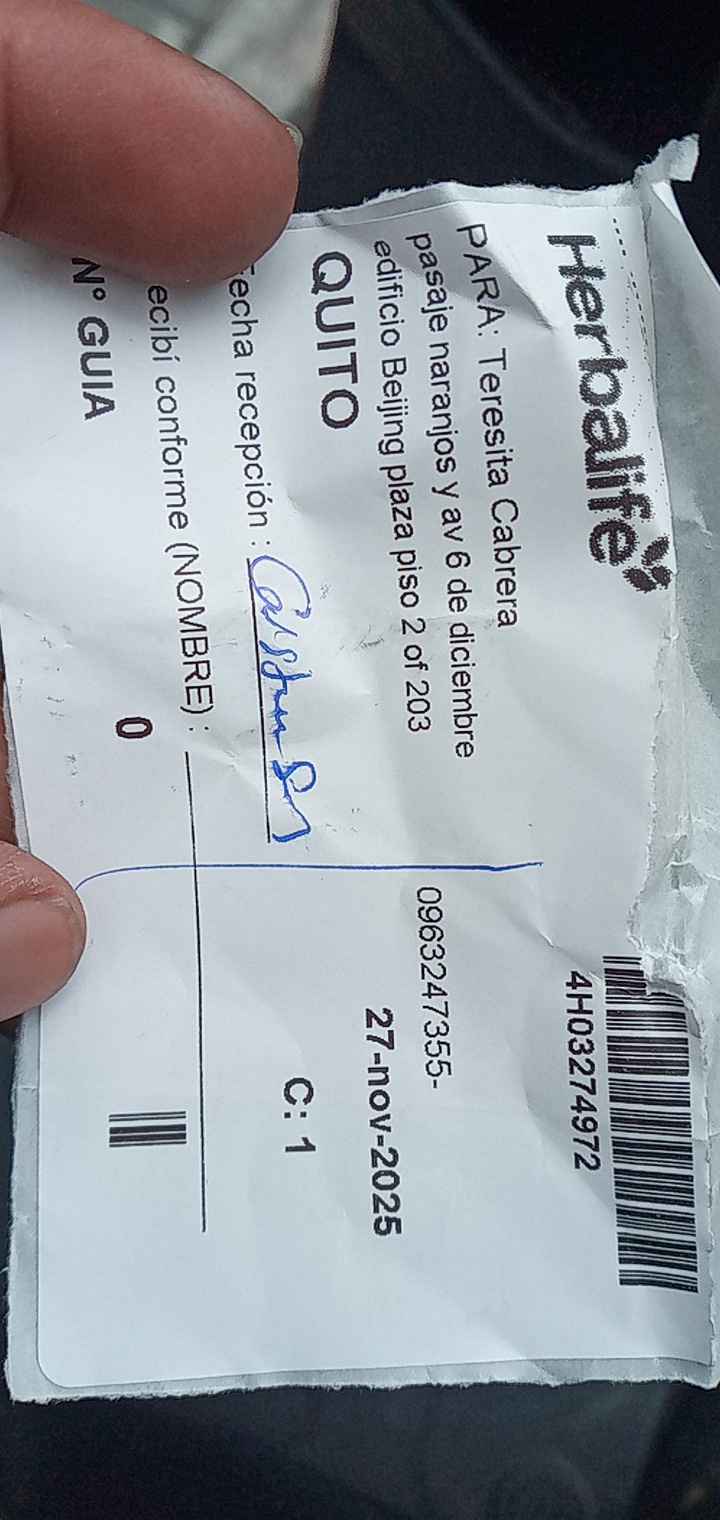 Herbalife
4H03274972
PARA: Teresita Cabrera
pasaje naranjos y av 6 de diciembre
0963247355-
edificio Beijing plaza piso 2 of 203
27-nov-2025
QUITO
C: 1
echa recepción :
ecibí conforme (NOMBRE) :
N° GUIA
0